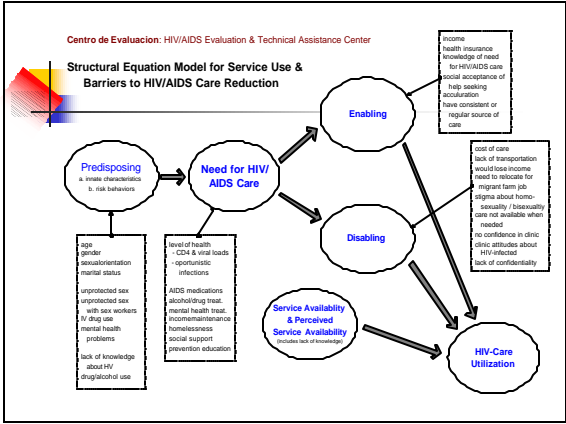 Centro de Evaluacion: HIV/AIDS Evaluation & Technical Assistance Center
Structural Equation Model for Service Use &
Barriers to HIV/AIDS Care Reduction
income
health insurance
knowledge of need
for HIV/AIDS care
social acceptance of
help seeking
acculuration
have consistent or
regular source of
care
Enabling
Predisposing
a. innate characteristics
b. risk behaviors
Need for HIV/
AIDS Care
cost of care
lack of transportation
would lose income
need to relocate for
migrant farm job
stigma about homo-
sexuality / bisexualtiy
care not available when
needed
no confidence in clinic
clinic attitudes about
HIV-infected
lack of confidentiality
Disabling
age
gender
sexualorientation
marital status
unprotected sex
unprotected sex
with sex workers
IV drug use
mental health
problems
lack of knowledge
about HV
drug/alcohol use
level of health
- CD4 & viral loads
- oportunistic
infections
AIDS medications
alcohol/drug treat.
mental health treat.
incomemaintenance
homelessness
social support
prevention education
Service Availablity
& Perceived
Service Availability
(includes lack of knowledge)
HIV-Care
Utilization